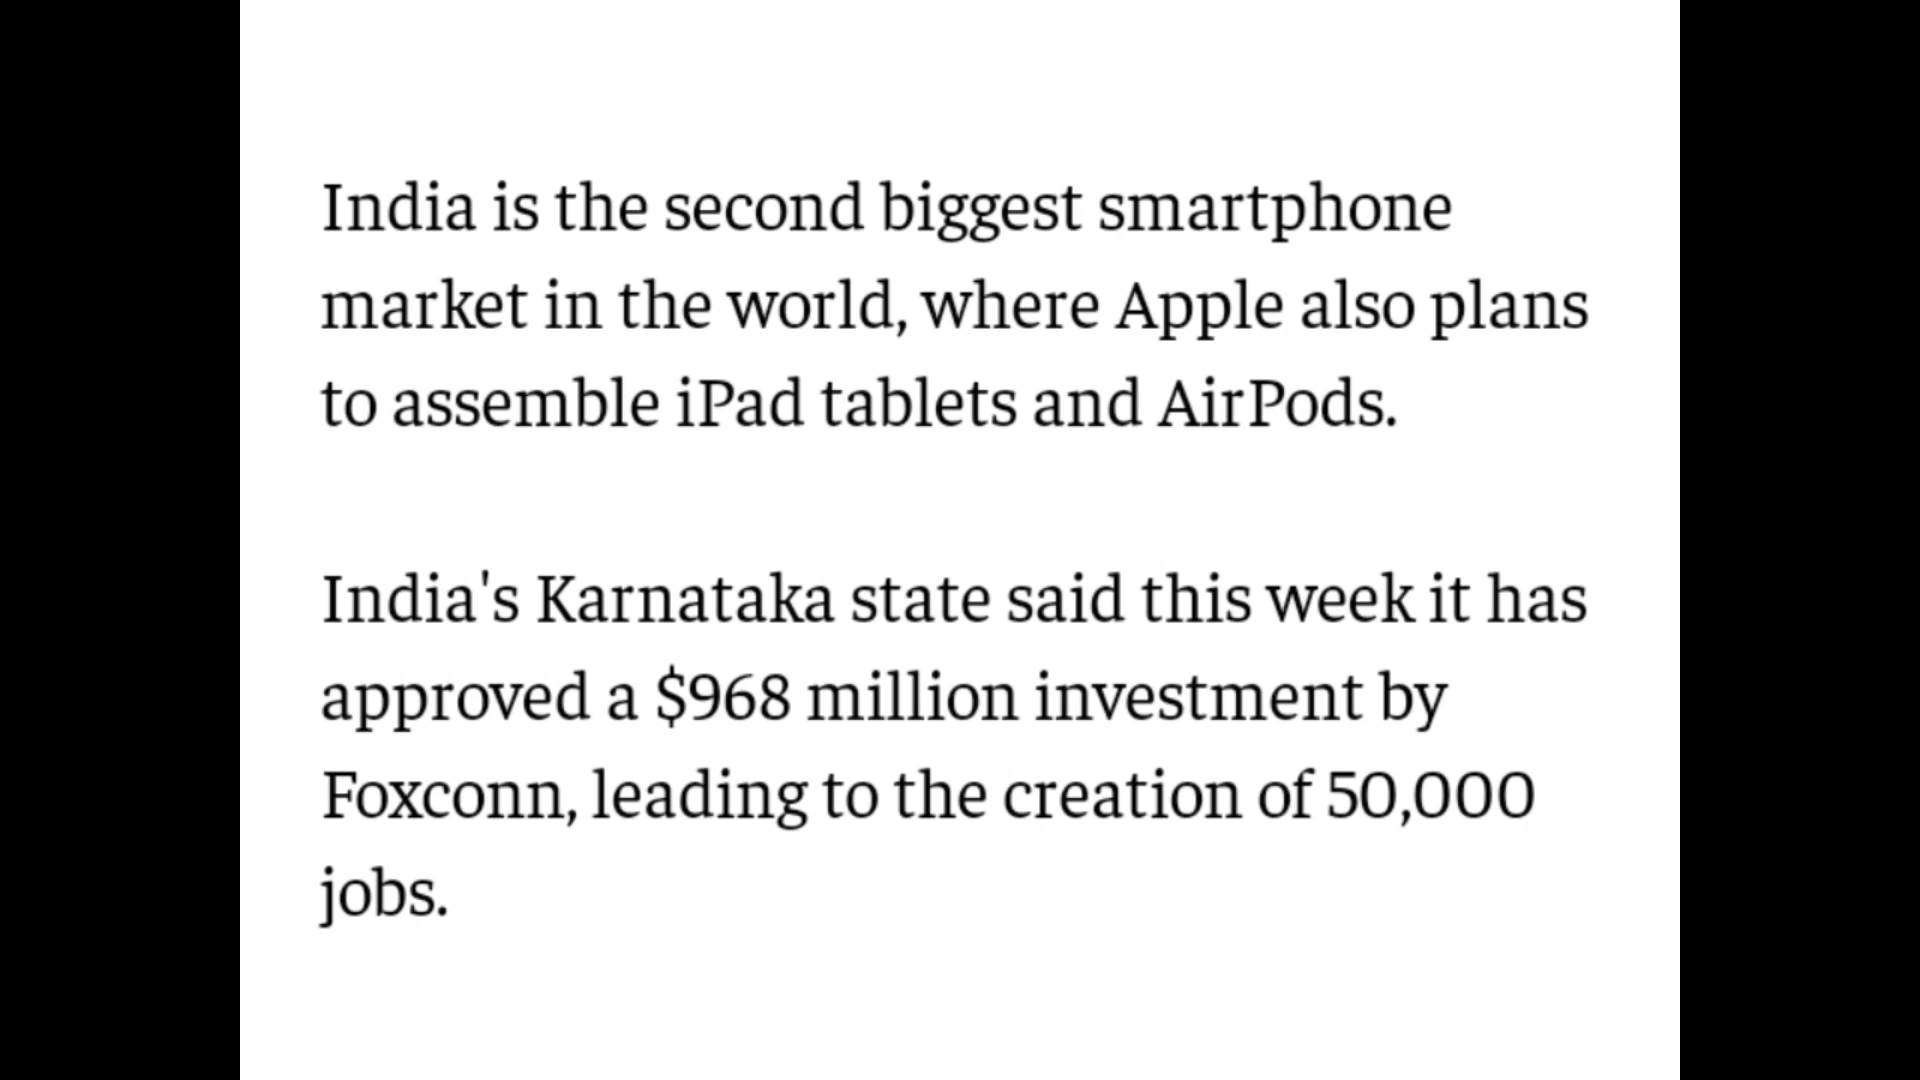 India is the second biggest smartphone
market in the world, where Apple also plans
to assemble iPad tablets and AirPods.
India's Karnataka state said this week it has
approved a $968 million investment by
Foxconn, leading to the creation of 50,000
jobs.